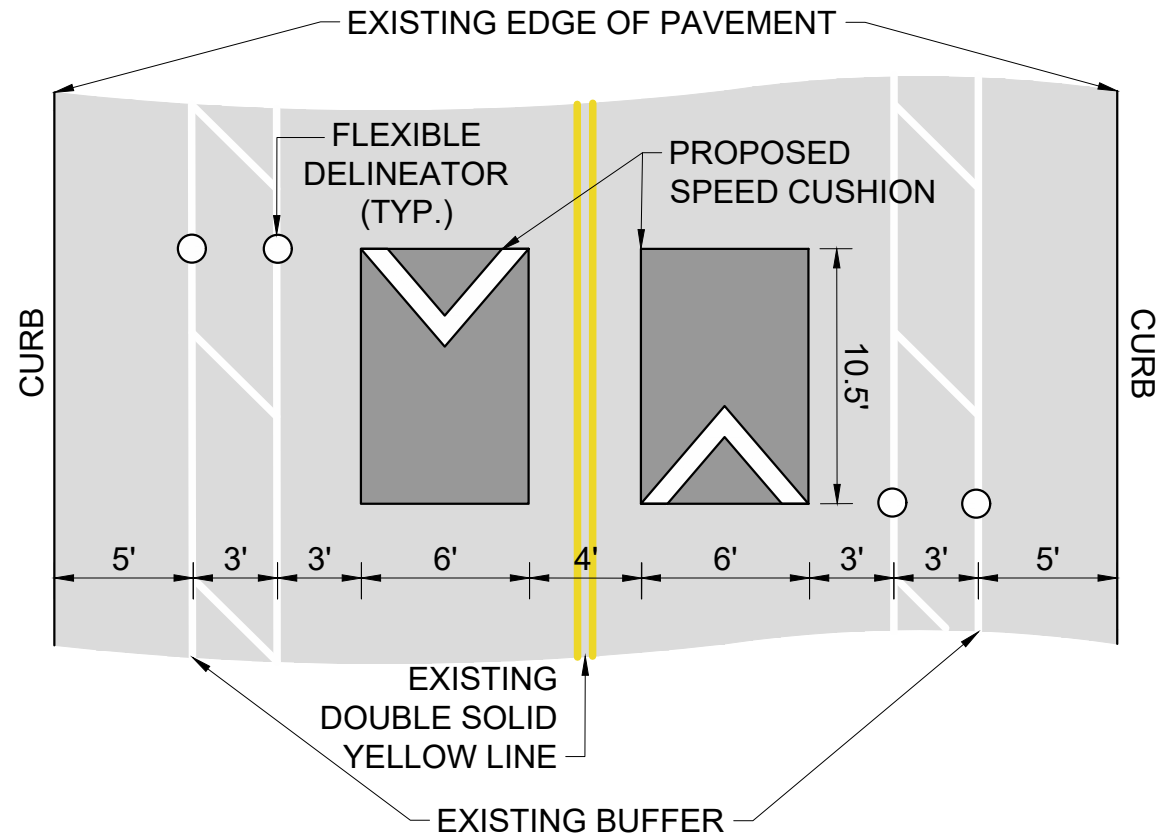 EXISTING EDGE OF PAVEMENT
FLEXIBLE
DELINEATOR
(TYP.)
PROPOSED
SPEED CUSHION
CURB
CURB
10.5'
5'
3'
3'
6'
4'
6'
3'
3'
5'
EXISTING
DOUBLE SOLID
YELLOW LINE
EXISTING BUFFER